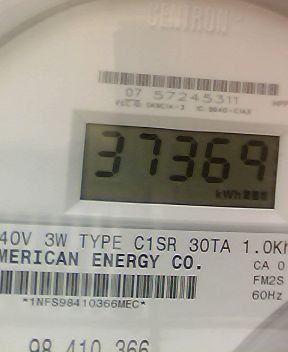 CENTRON
07 57245311
37369
kWh
40V 3W TYPE C1SR 30TA 1.0Kh
MERICAN ENERGY CO.
CA 0
FM2S
60Hz
*1NFS98410366MEC*
98 410 366